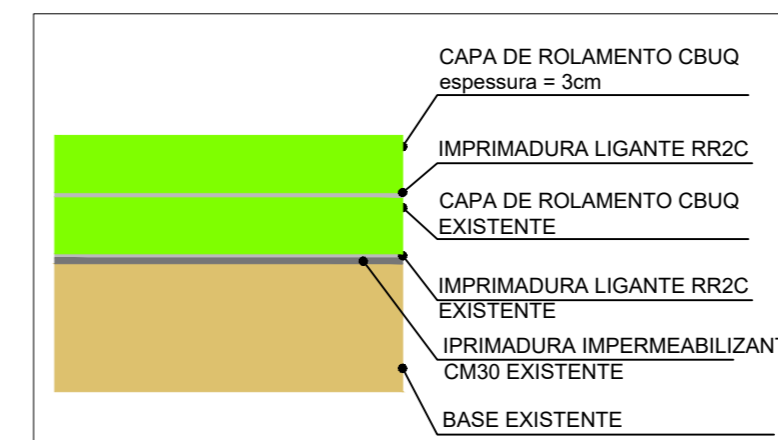 CAPA DE ROLAMENTO CBUQ
espessura = 3cm
IMPRIMADURA LIGANTE RR2C
CAPA DE ROLAMENTO CBUQ
EXISTENTE
IMPRIMADURA LIGANTE RR2C
EXISTENTE
IPRIMADURA IMPERMEABILIZANT
CM30 EXISTENTE
BASE EXISTENTE